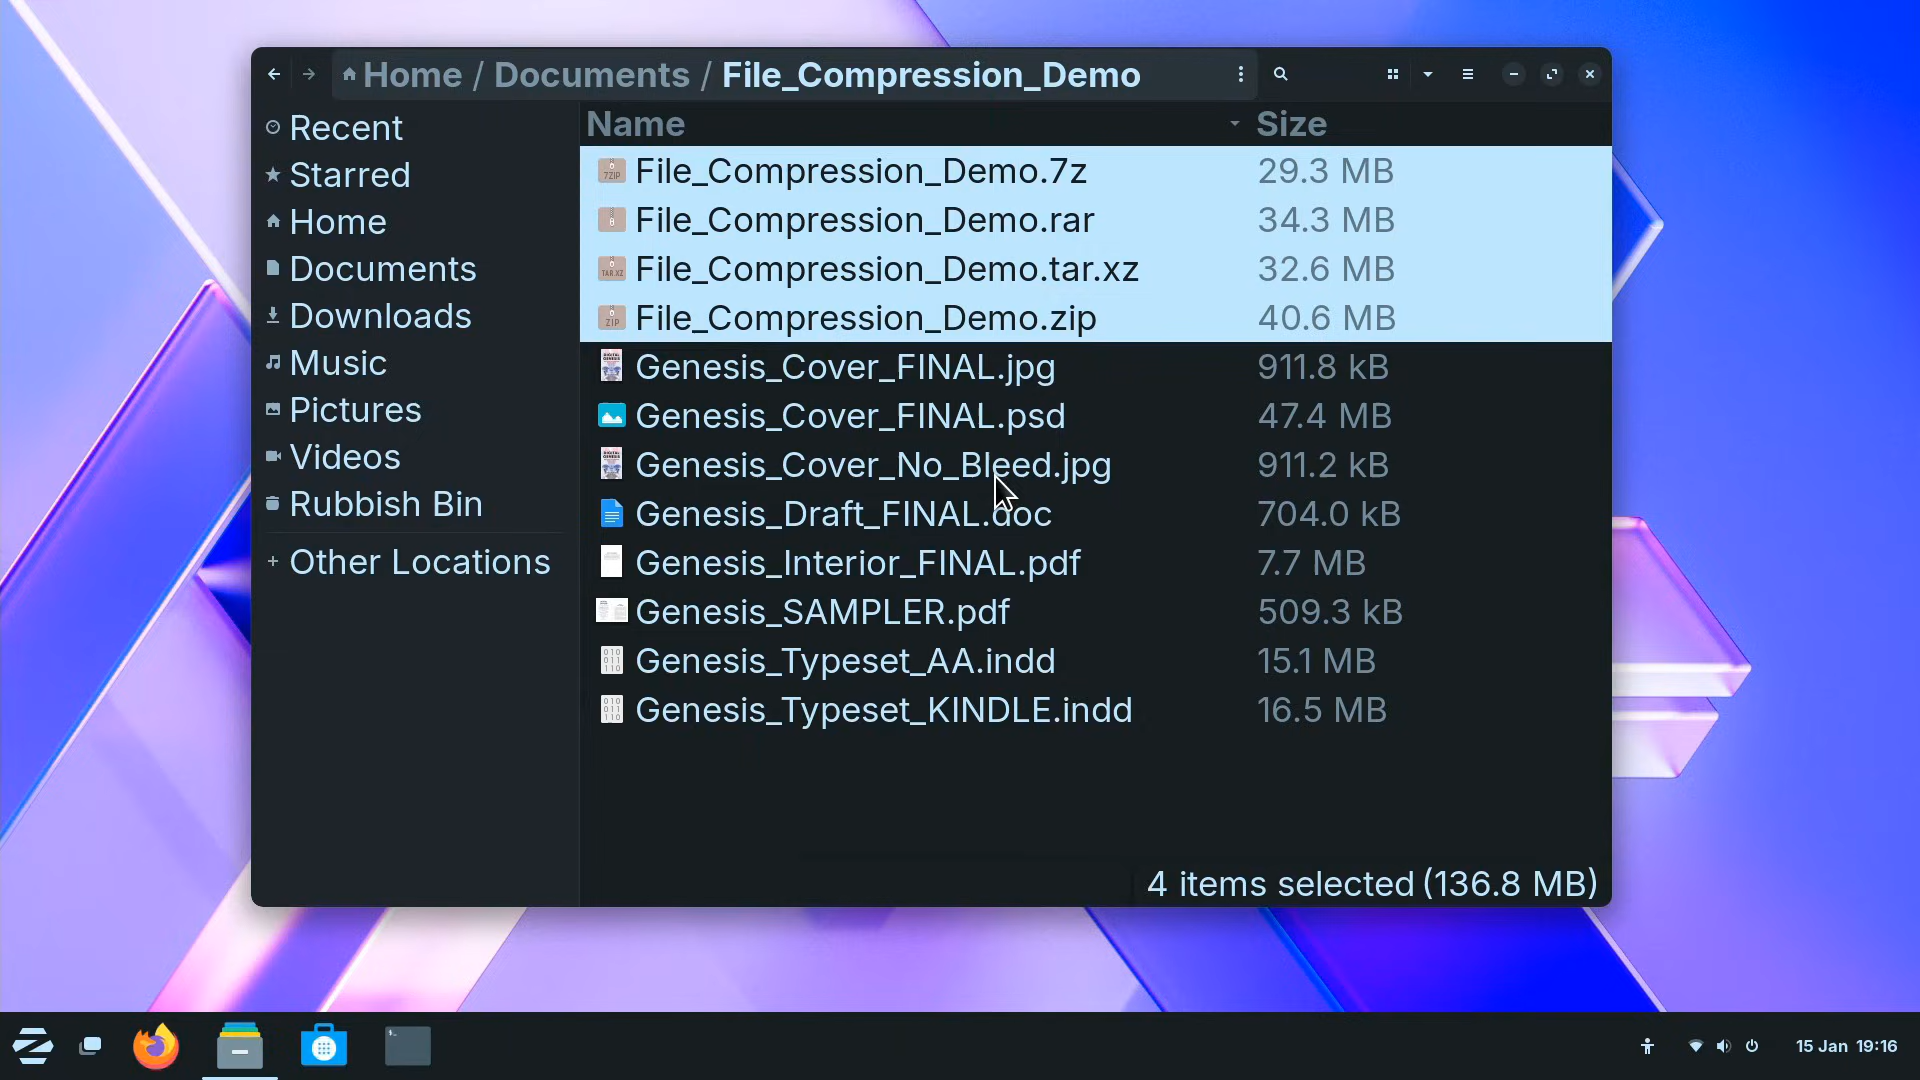 Home / Documents / File_Compression_Demo
Recent
Starred
Home
Documents
Downloads
Music
Pictures
Videos
Rubbish Bin
Other Locations
Name Size
File_Compression_Demo.7z 29.3 MB
File_Compression_Demo.rar 34.3 MB
File_Compression_Demo.tar.xz 32.6 MB
File_Compression_Demo.zip 40.6 MB
Genesis_Cover_FINAL.jpg 911.8 kB
Genesis_Cover_FINAL.psd 47.4 MB
Genesis_Cover_No_Bleed.jpg 911.2 kB
Genesis_Draft_FINAL.doc 704.0 kB
Genesis_Interior_FINAL.pdf 7.7 MB
Genesis_SAMPLER.pdf 509.3 kB
Genesis_Typeset_AA.indd 15.1 MB
Genesis_Typeset_KINDLE.indd 16.5 MB
4 items selected (136.8 MB)
15 Jan 19:16